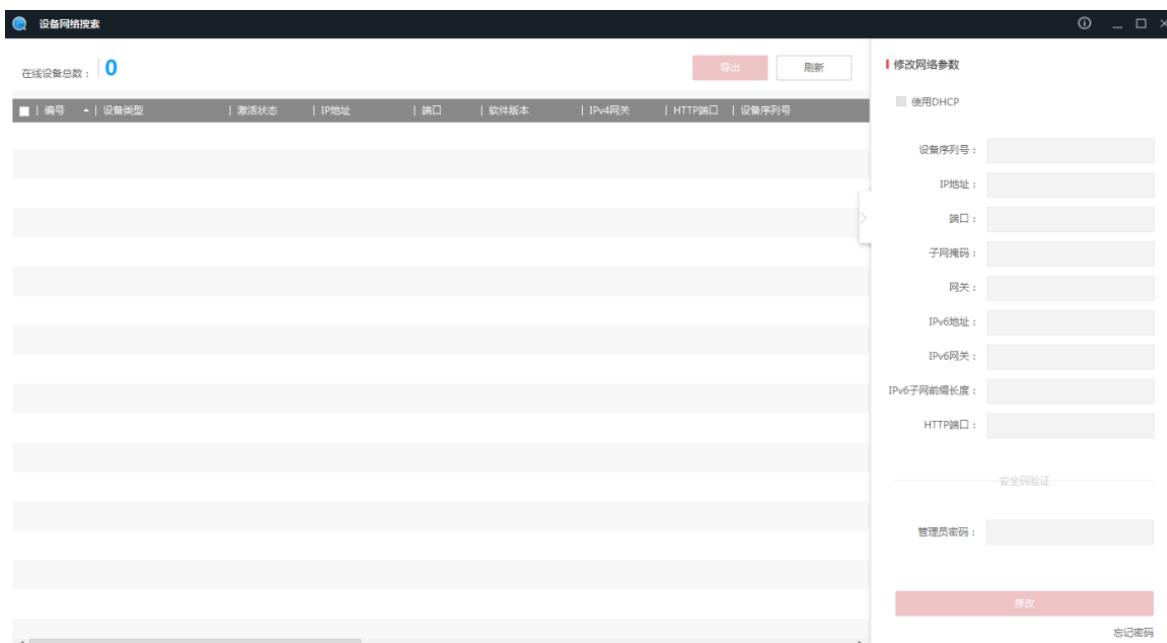 设备网络搜索
在线设备总数： 0
导出
刷新
编号 设备类型 激活状态 IP地址 端口 软件版本 IPv4网关 HTTP端口 设备序列号
修改网络参数
使用DHCP
设备序列号：
IP地址：
端口：
子网掩码：
网关：
IPv6地址：
IPv6网关：
IPv6子网前缀长度：
HTTP端口：
安全码验证
管理员密码：
修改
忘记密码